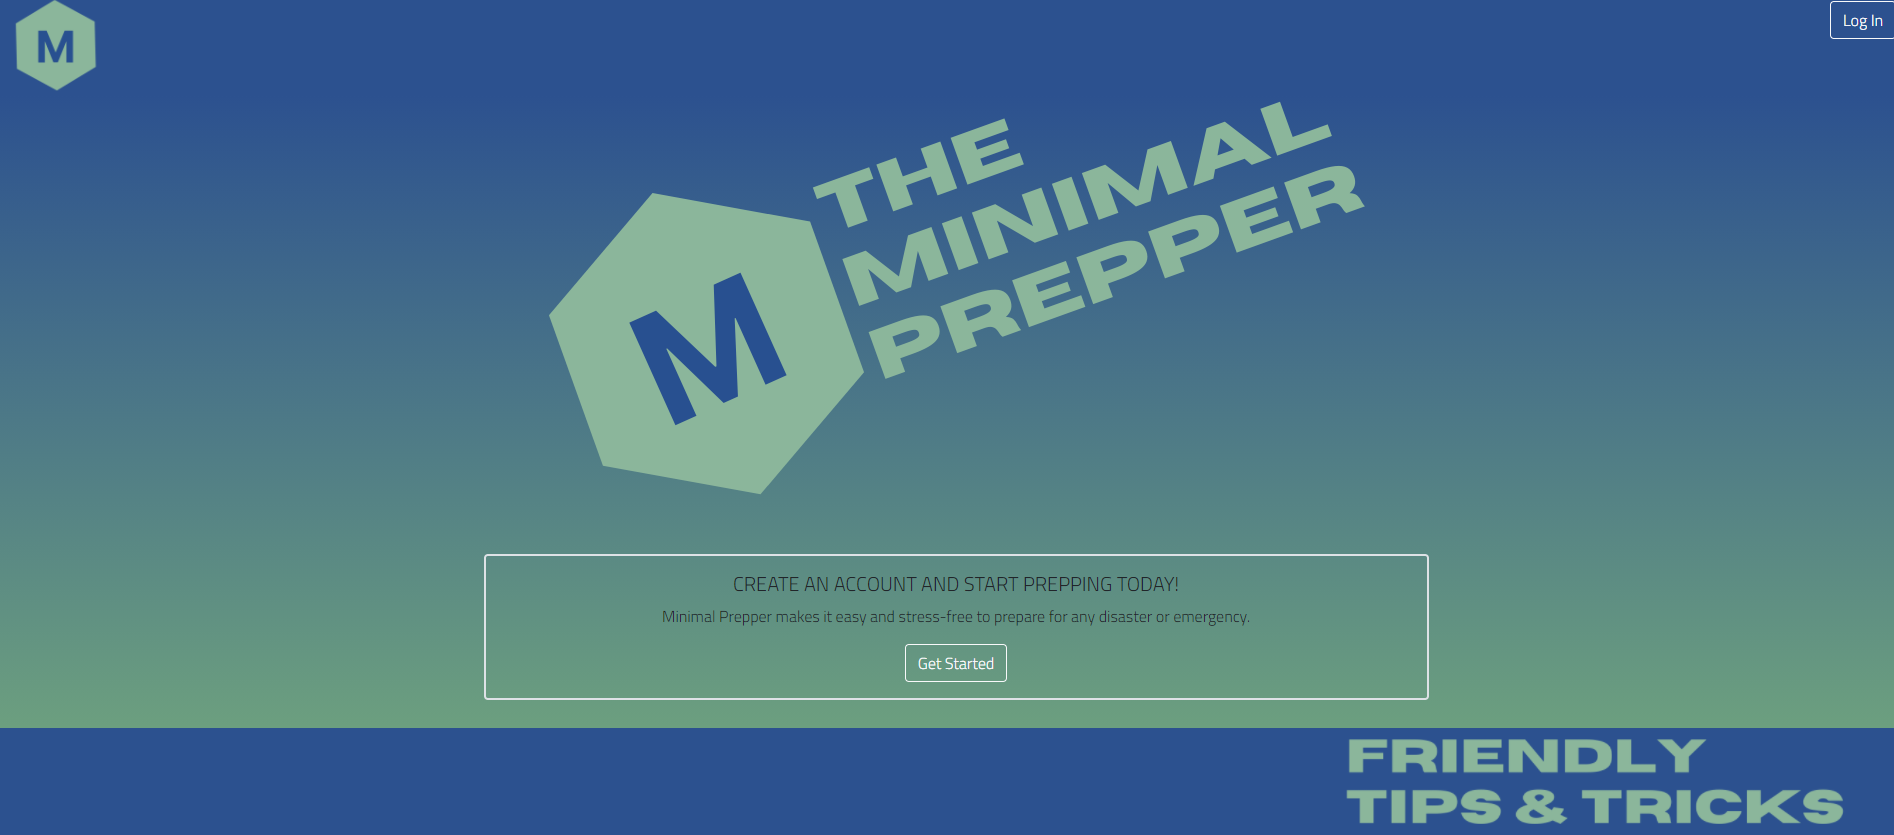 M
Log In
THE
MINIMAL
PREPPER
M
CREATE AN ACCOUNT AND START PREPPING TODAY!
Minimal Prepper makes it easy and stress-free to prepare for any disaster or emergency.
Get Started
FRIENDLY
TIPS & TRICKS